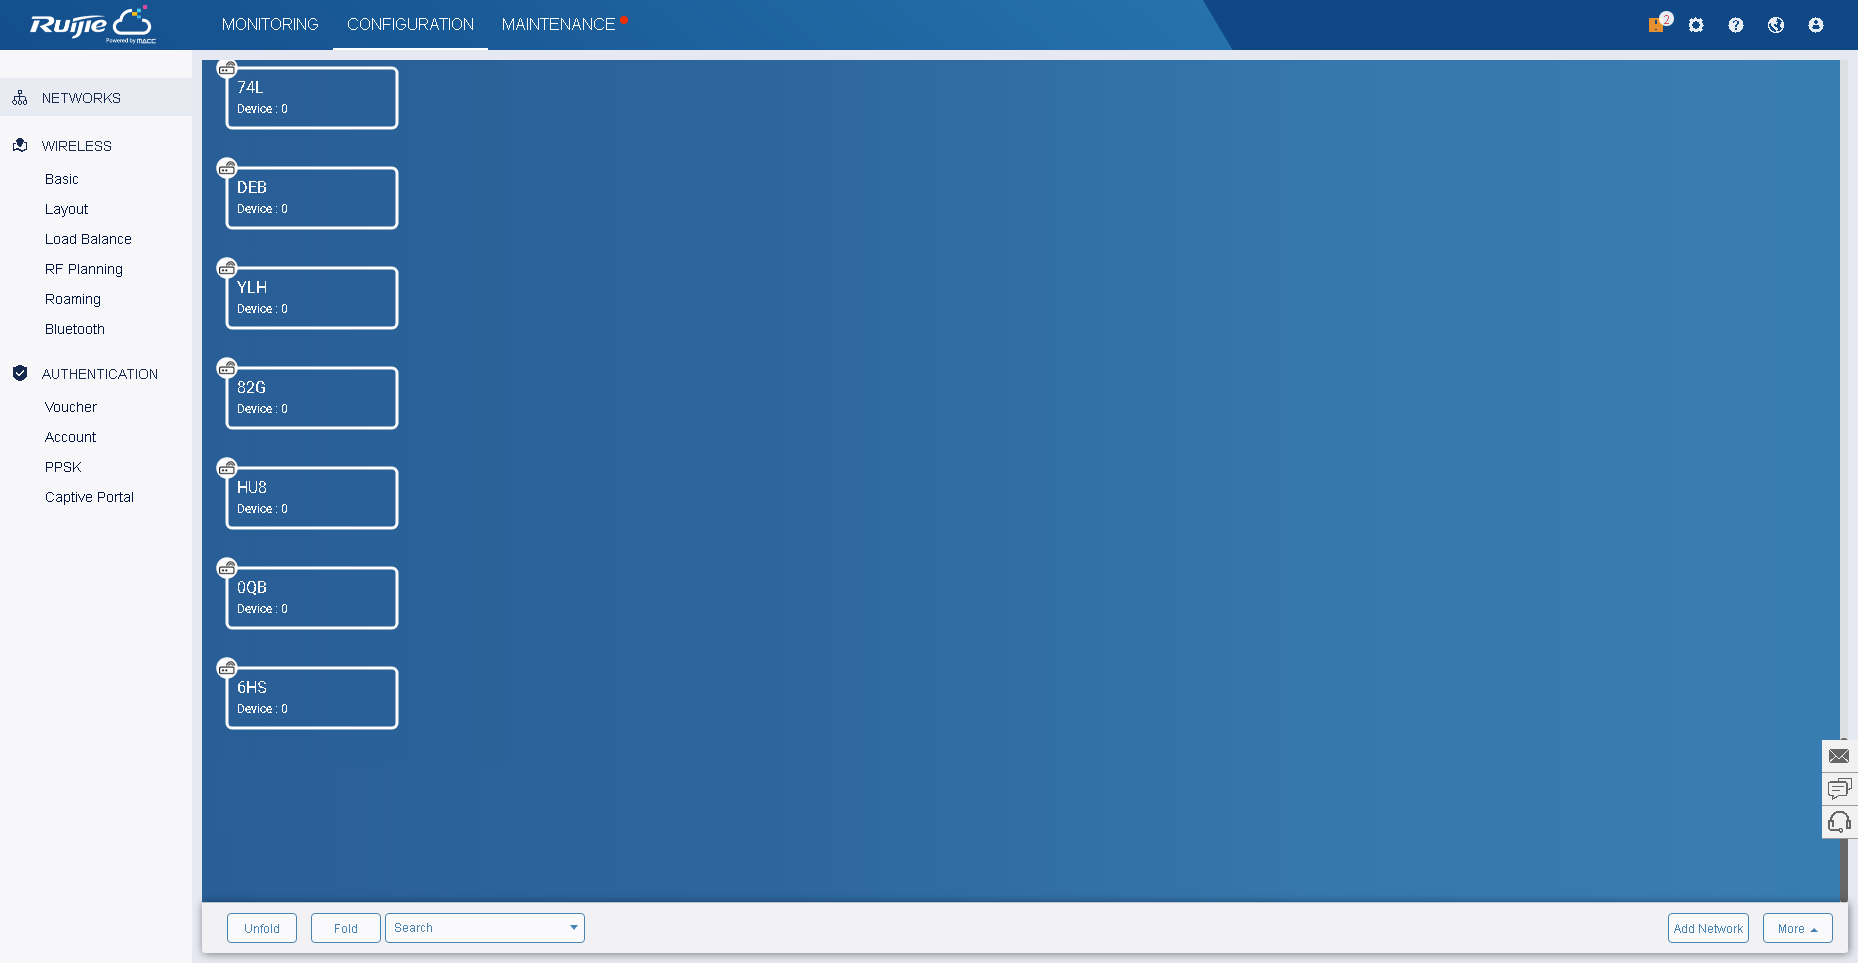 Ruijie
Powered by MACC
MONITORING
CONFIGURATION
MAINTENANCE
2
NETWORKS
WIRELESS
Basic
Layout
Load Balance
RF Planning
Roaming
Bluetooth
AUTHENTICATION
Voucher
Account
PPSK
Captive Portal
74L
Device : 0
DEB
Device : 0
YLH
Device : 0
82G
Device : 0
HU8
Device : 0
0QB
Device : 0
6HS
Device : 0
Unfold
Fold
Search
Add Network
More